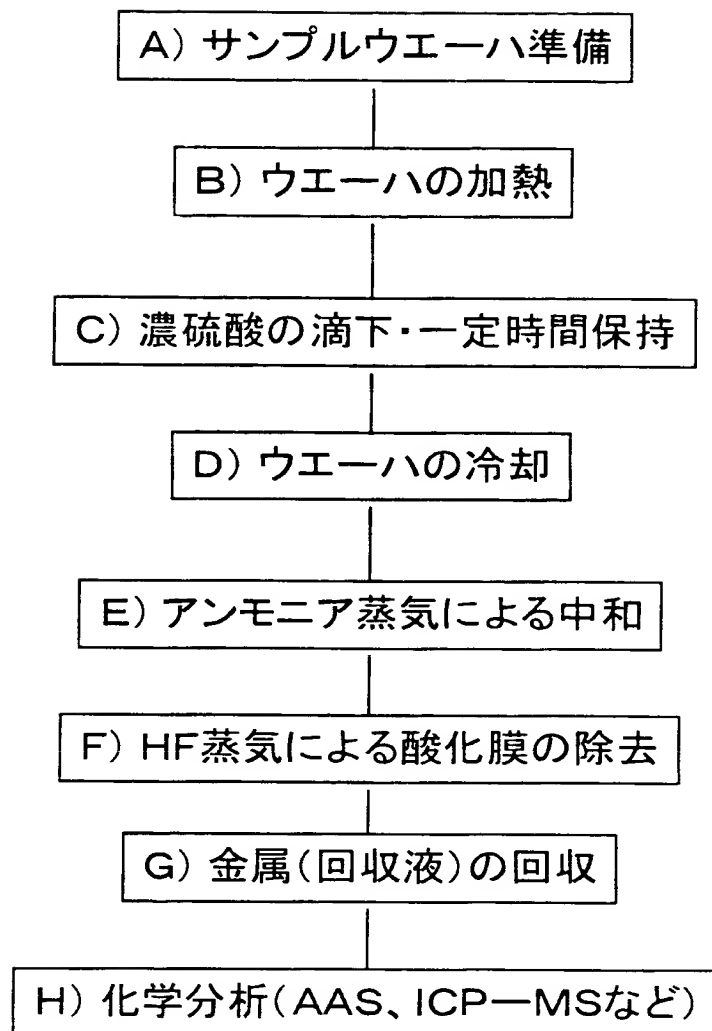 A) サンプルウエーハ準備
B) ウエーハの加熱
C) 濃硫酸の滴下・一定時間保持
D) ウエーハの冷却
E) アンモニア蒸気による中和
F) HF蒸気による酸化膜の除去
G) 金属(回収液)の回収
H) 化学分析(AAS、ICP—MSなど)